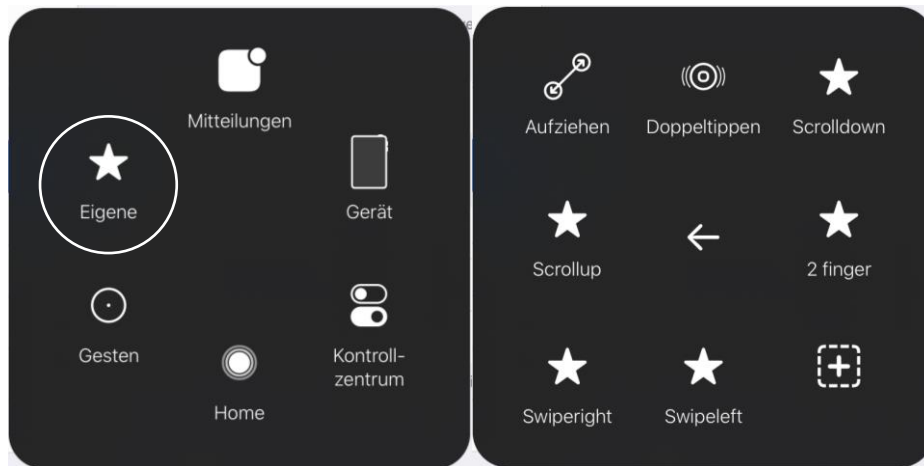 Mitteilungen
Eigene
Gerät
Gesten
Kontroll-
zentrum
Home
Aufziehen Doppeltippen Scrolldown
Scrollup 2 finger
Swiperight Swipeleft